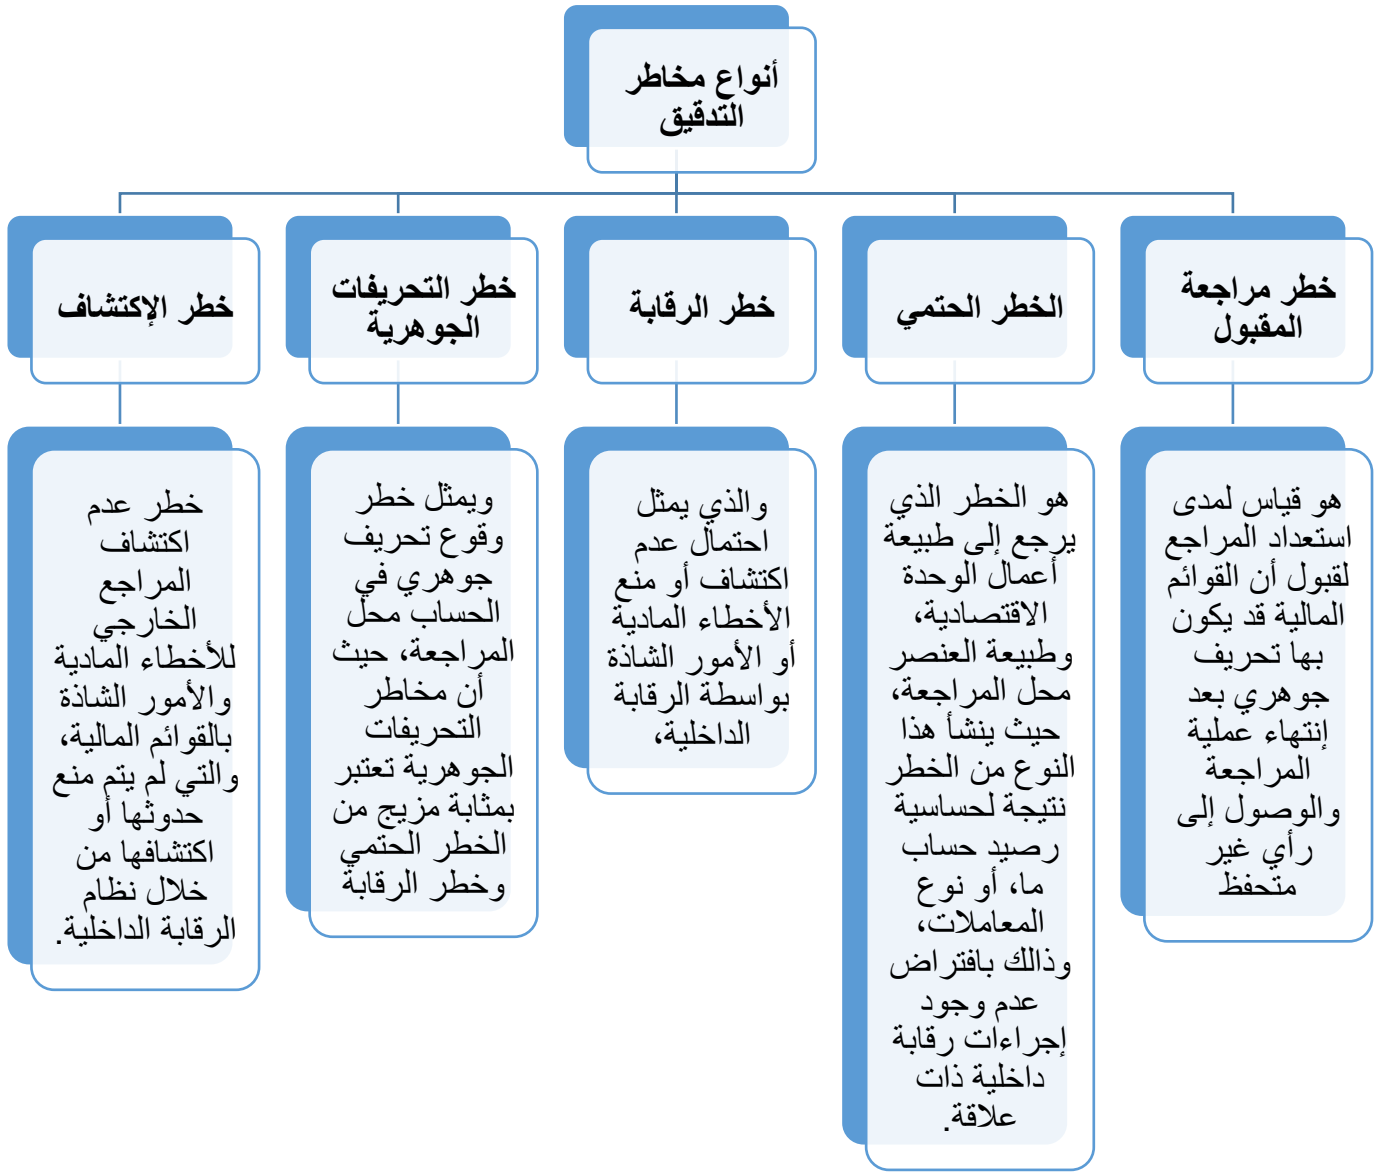 أنواع مخاطر
التدقيق
خطر مراجعة
المقبول
الخطر الحتمي
خطر الرقابة
خطر التحريفات
الجوهرية
خطر الإكتشاف
هو قياس لمدى
استعداد المراجع
لقبول أن القوائم
المالية قد يكون
بها تحريف
جوهري بعد
إنتهاء عملية
المراجعة
والوصول إلى
رأي غير
متحفظ
هو الخطر الذي
يرجع إلى طبيعة
أعمال الوحدة
الاقتصادية،
وطبيعة العنصر
محل المراجعة،
حيث ينشأ هذا
النوع من الخطر
نتيجة لحساسية
رصيد حساب
ما، أو نوع
المعاملات،
وذالك بافتراض
عدم وجود
إجراءات رقابة
داخلية ذات
علاقة.
والذي يمثل
احتمال عدم
اكتشاف أو منع
الأخطاء المادية
أو الأمور الشاذة
بواسطة الرقابة
الداخلية،
ويمثل خطر
وقوع تحريف
جوهري في
الحساب محل
المراجعة، حيث
أن مخاطر
التحريفات
الجوهرية تعتبر
بمثابة مزيج من
الخطر الحتمي
وخطر الرقابة
خطر عدم
اكتشاف
المراجع
الخارجي
للأخطاء المادية
والأمور الشاذة
بالقوائم المالية،
والتي لم يتم منع
حدوثها أو
اكتشافها من
خلال نظام
الرقابة الداخلية.